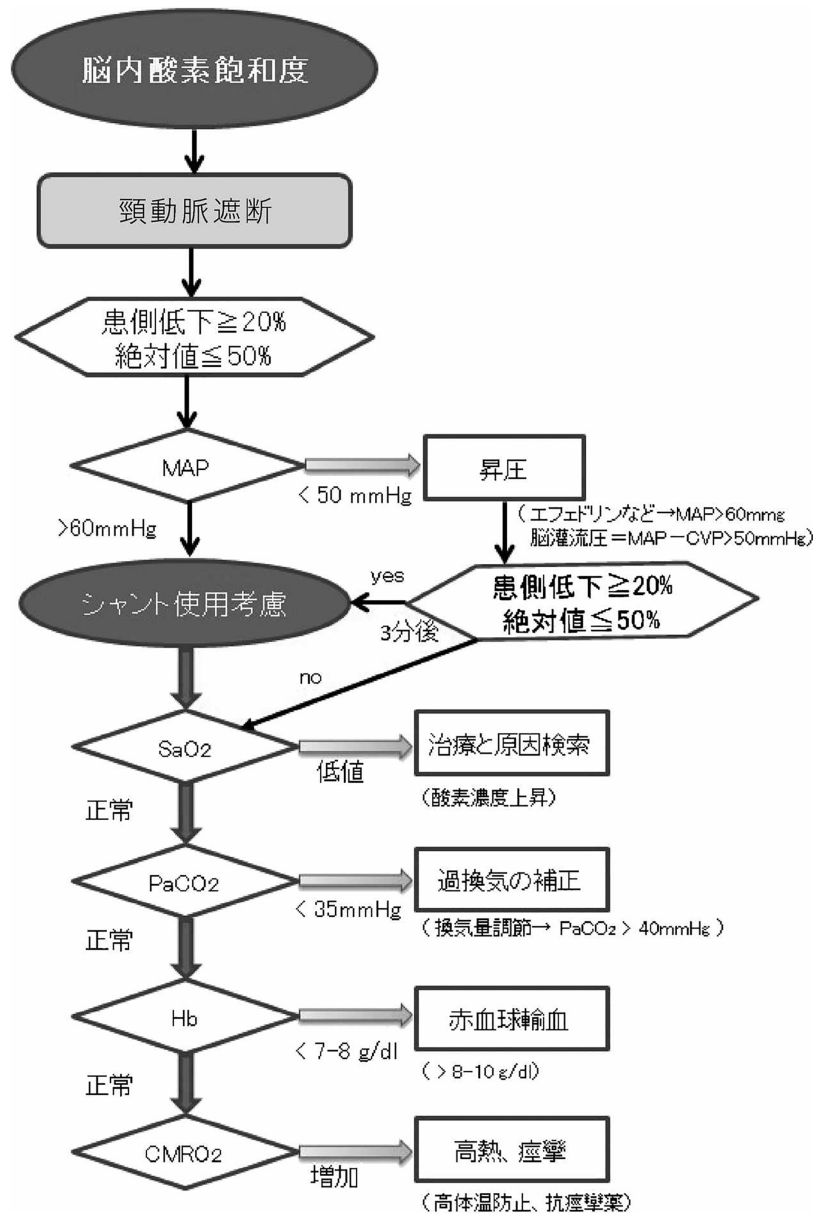 脳内酸素飽和度
頸動脈遮断
患側低下≧20%
絶対値≦50%
MAP
< 50 mmHg
昇圧
>60mmHg
(エフェドリンなど→MAP>60mmg
脳灌流圧=MAP-CVP>50mmHg)
シャント使用考慮
yes
3分後
患側低下≧20%
絶対値≦50%
no
SaO2
低値
治療と原因検索
(酸素濃度上昇)
正常
PaCO2
< 35mmHg
過換気の補正
(換気量調節→ PaCO2 > 40mmHg )
正常
Hb
< 7-8 g/dl
赤血球輸血
( > 8-10 g/dl)
正常
CMRO2
増加
高熱、痙攣
(高体温防止、抗痙攣薬)